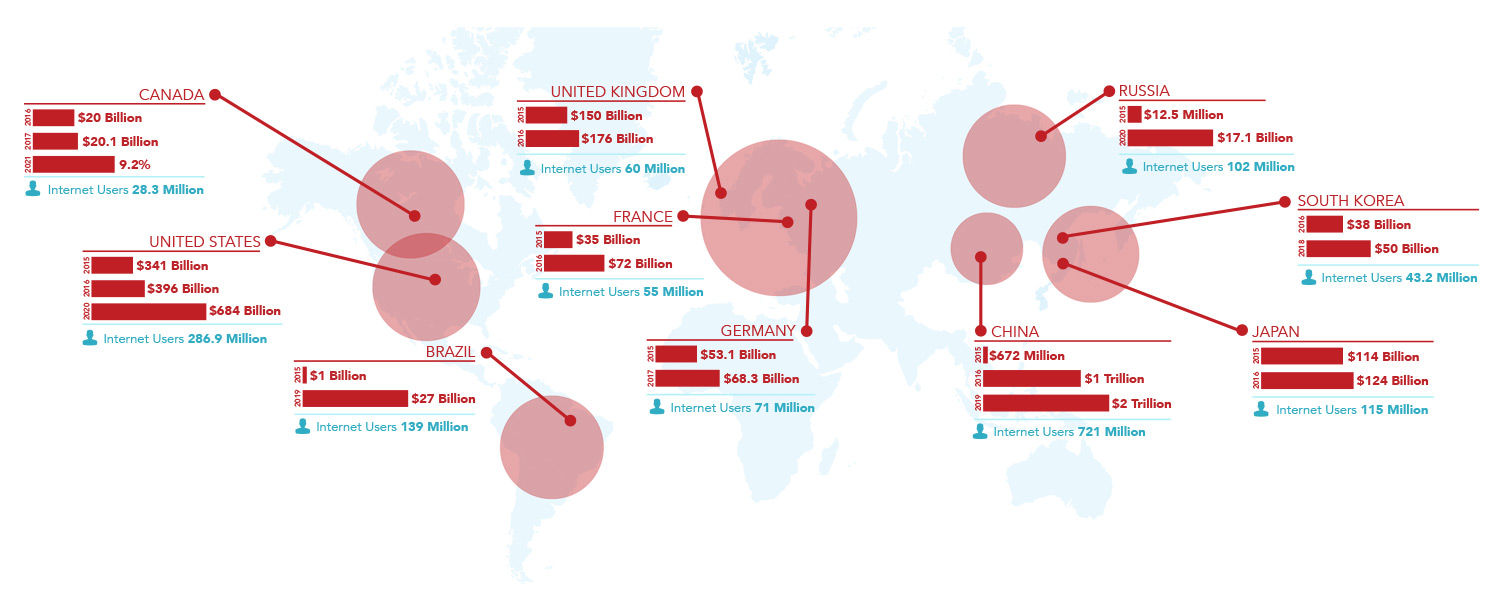 CANADA
2016 $20 Billion
2017 $20.1 Billion
2021 9.2%
Internet Users 28.3 Million
UNITED STATES
2015 $341 Billion
2016 $396 Billion
2020 $684 Billion
Internet Users 286.9 Million
BRAZIL
2015 $1 Billion
2019 $27 Billion
Internet Users 139 Million
UNITED KINGDOM
2015 $150 Billion
2016 $176 Billion
Internet Users 60 Million
FRANCE
2015 $35 Billion
2016 $72 Billion
Internet Users 55 Million
GERMANY
2015 $53.1 Billion
2017 $68.3 Billion
Internet Users 71 Million
RUSSIA
2015 $12.5 Million
2020 $17.1 Billion
Internet Users 102 Million
SOUTH KOREA
2016 $38 Billion
2018 $50 Billion
Internet Users 43.2 Million
CHINA
2015 $672 Million
2016 $1 Trillion
2019 $2 Trillion
Internet Users 721 Million
JAPAN
2015 $114 Billion
2016 $124 Billion
Internet Users 115 Million